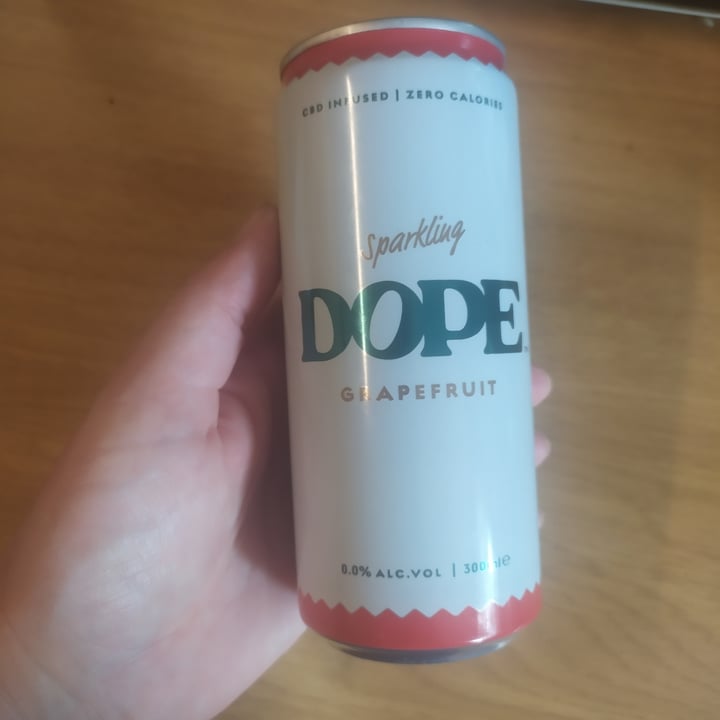 CBD INFUSED | ZERO CALORIES
Sparkling
DOPE
GRAPEFRUIT
0.0% ALC.VOL | 300ml℮